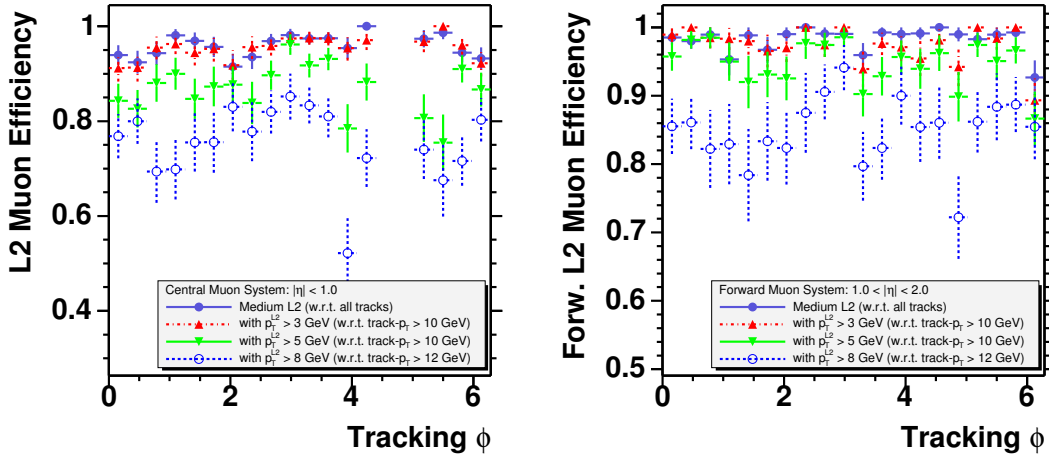 L2 Muon Efficiency
1
0.8
0.6
0.4
Central Muon System: |η| < 1.0
Medium L2 (w.r.t. all tracks)
with p_T^L2 > 3 GeV (w.r.t. track-p_T > 10 GeV)
with p_T^L2 > 5 GeV (w.r.t. track-p_T > 10 GeV)
with p_T^L2 > 8 GeV (w.r.t. track-p_T > 12 GeV)
0 2 4 6
Tracking ϕ
Forw. L2 Muon Efficiency
1
0.9
0.8
0.7
0.6
0.5
Forward Muon System: 1.0 < |η| < 2.0
Medium L2 (w.r.t. all tracks)
with p_T^L2 > 3 GeV (w.r.t. track-p_T > 10 GeV)
with p_T^L2 > 5 GeV (w.r.t. track-p_T > 10 GeV)
with p_T^L2 > 8 GeV (w.r.t. track-p_T > 12 GeV)
0 2 4 6
Tracking ϕ